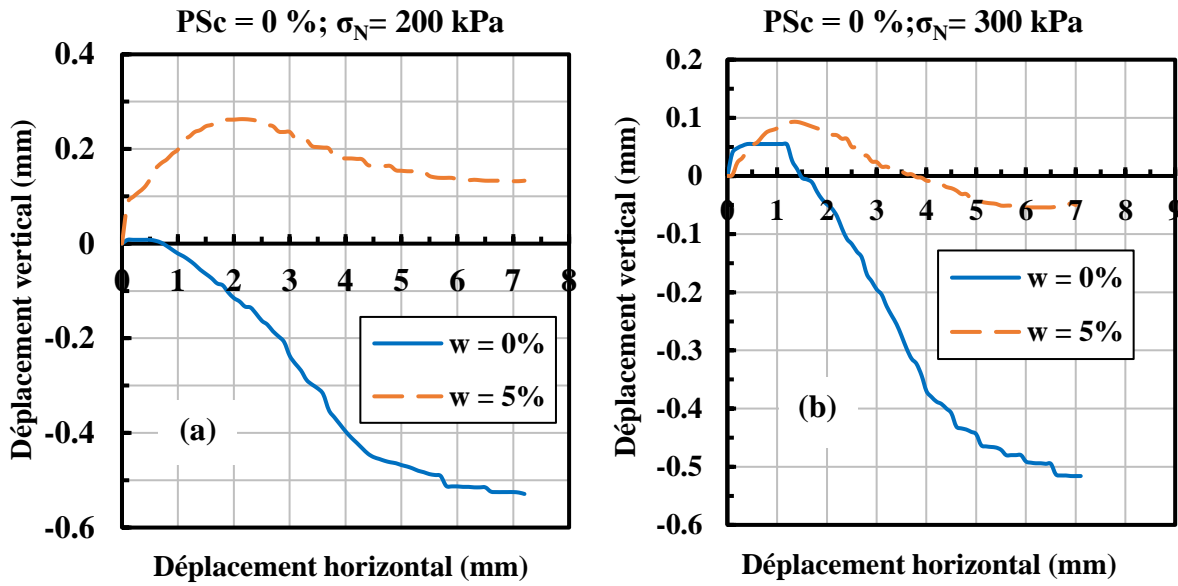 PSc = 0 %; σN= 200 kPa
Déplacement vertical (mm)
0.4
0.2
0
-0.2
-0.4
-0.6
0 1 2 3 4 5 6 7 8
w = 0%
w = 5%
(a)
Déplacement horizontal (mm)
PSc = 0 %;σN= 300 kPa
Déplacement vertical (mm)
0.2
0.1
0
-0.1
-0.2
-0.3
-0.4
-0.5
-0.6
0 1 2 3 4 5 6 7 8 9
w = 0%
w = 5%
(b)
Déplacement horizontal (mm)